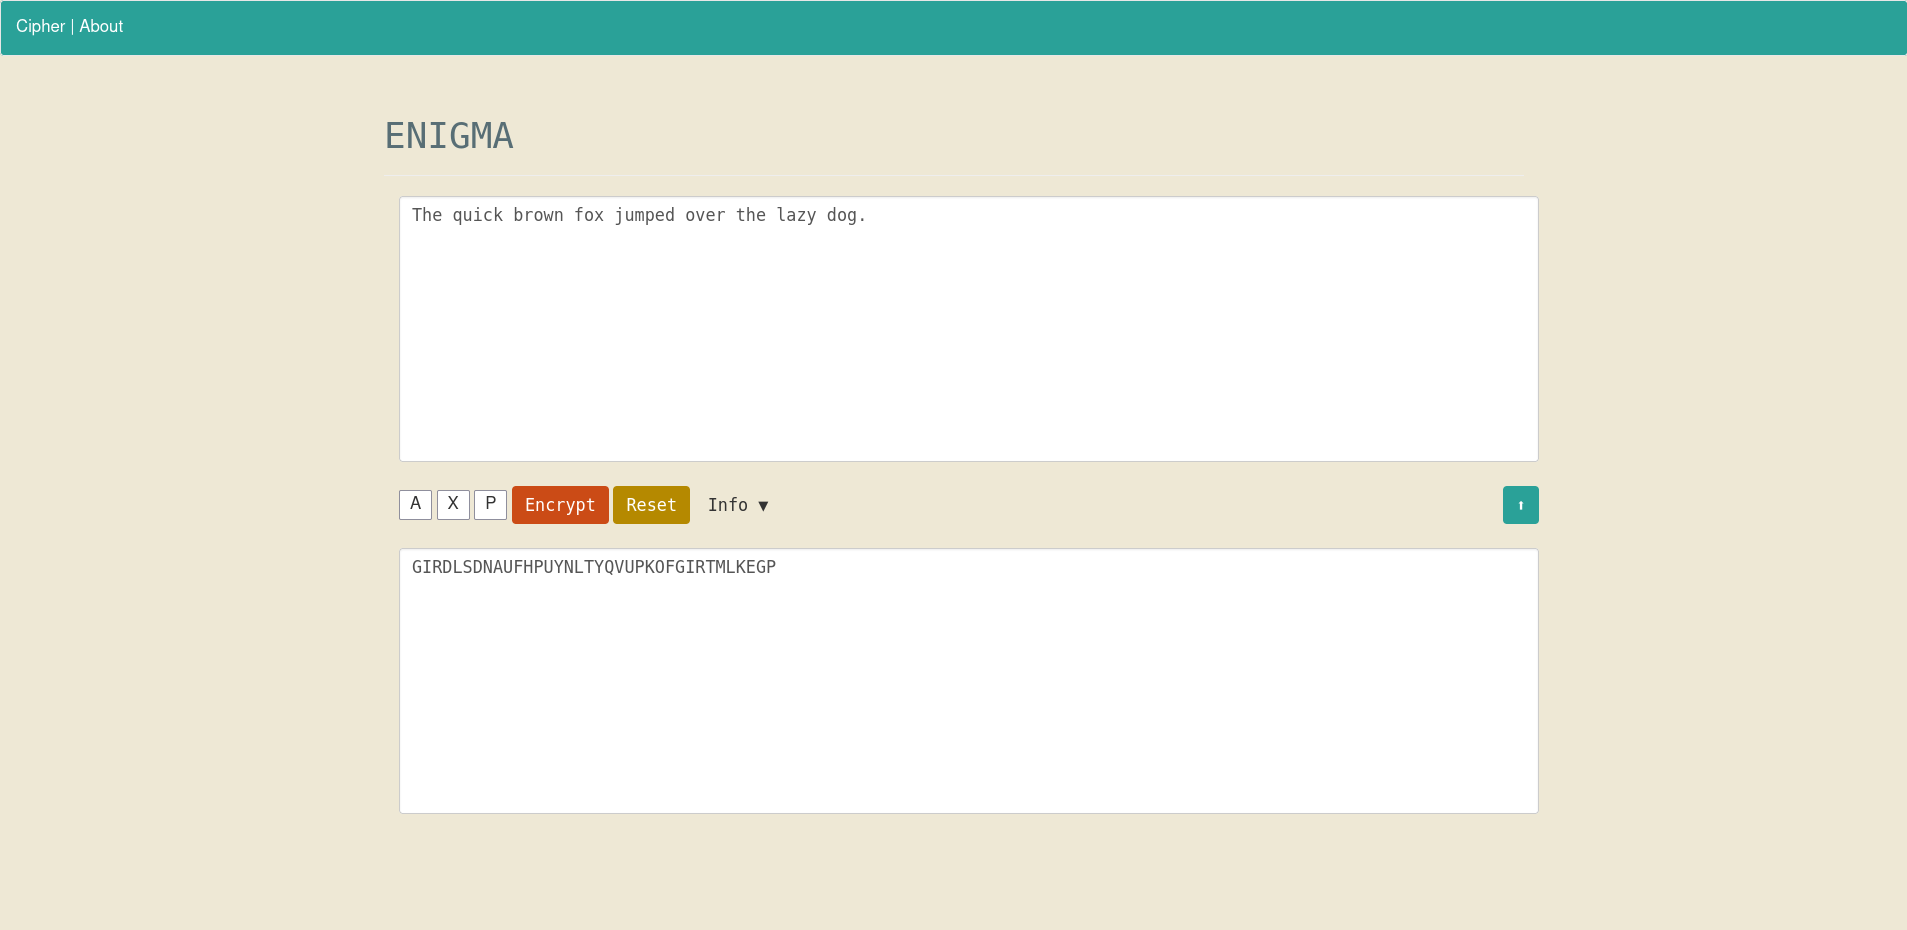 Cipher | About
ENIGMA
The quick brown fox jumped over the lazy dog.
A X P Encrypt Reset Info ▼ ⬆
GIRDLSDNAUFHPUYNLTYQVUPKOFGIRTMLKEGP